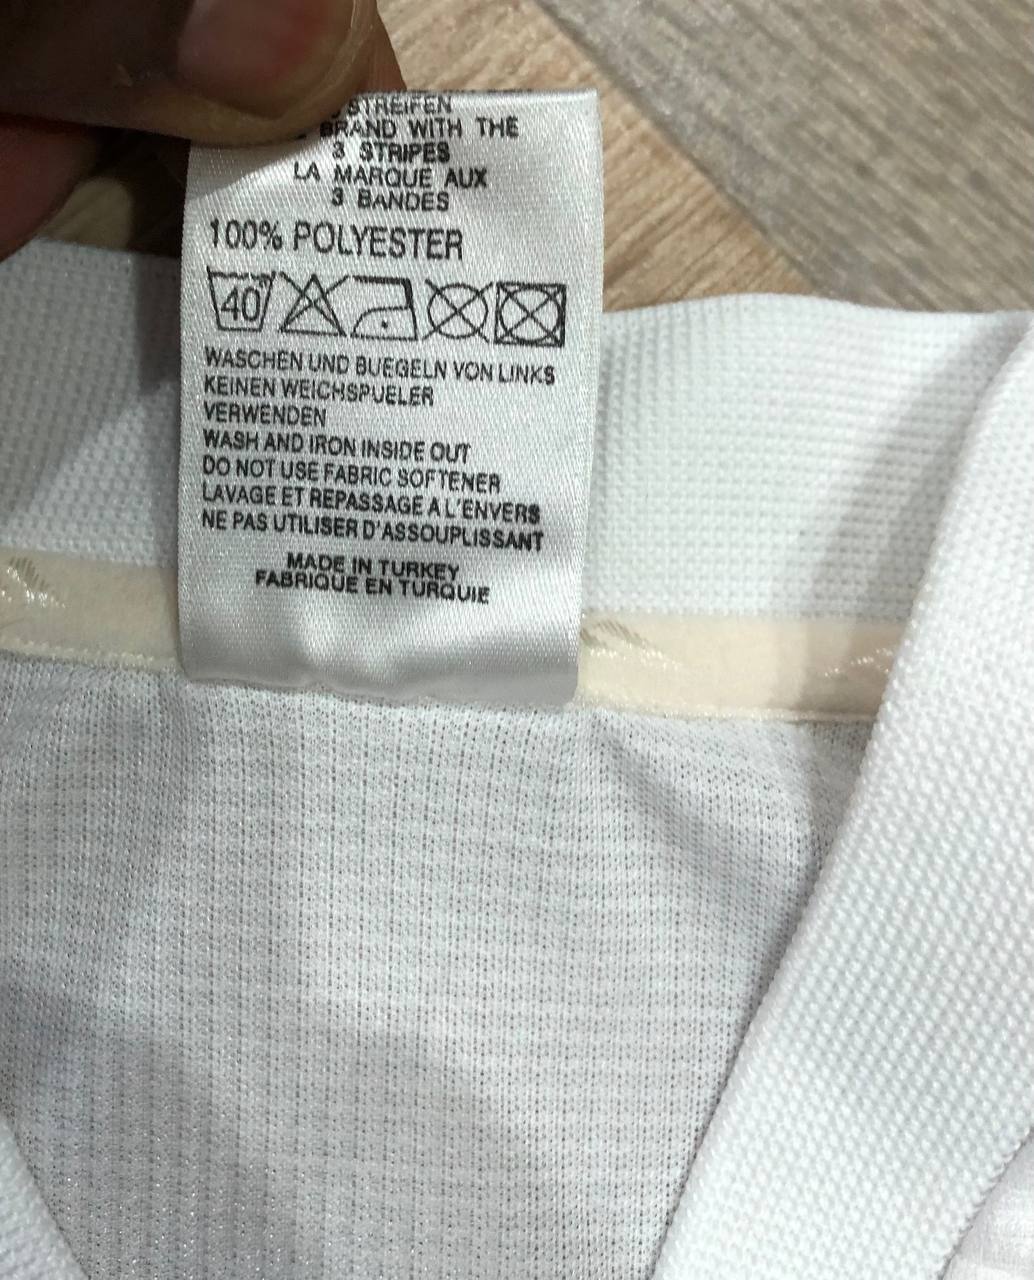 STREIFEN
BRAND WITH THE
3 STRIPES
LA MARQUE AUX
3 BANDES
100% POLYESTER
40
WASCHEN UND BUEGELN VON LINKS
KEINEN WEICHSPUELER
VERWENDEN
WASH AND IRON INSIDE OUT
DO NOT USE FABRIC SOFTENER
LAVAGE ET REPASSAGE A L'ENVERS
NE PAS UTILISER D'ASSOUPLISSANT
MADE IN TURKEY
FABRIQUE EN TURQUIE